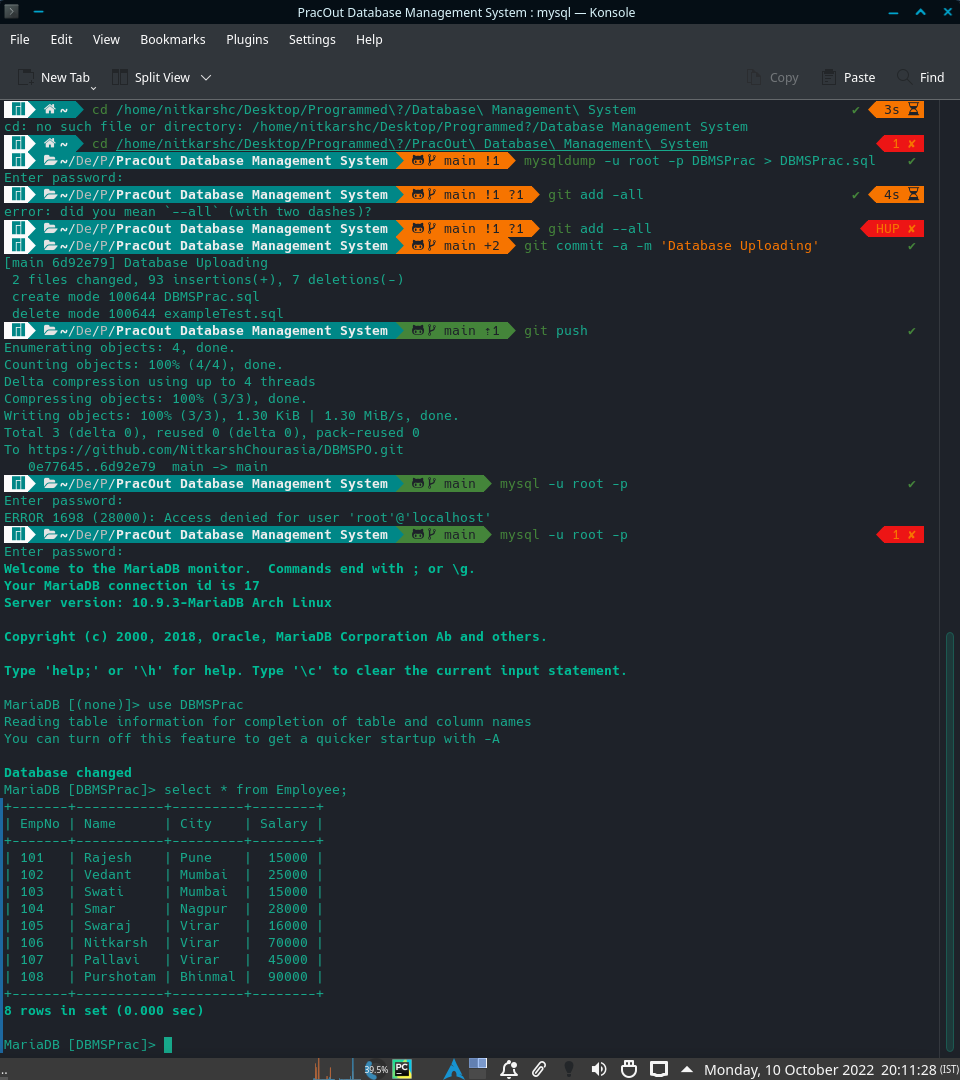 PracOut Database Management System : mysql — Konsole
File Edit View Bookmarks Plugins Settings Help
New Tab Split View Copy Paste Find
~ cd /home/nitkarshc/Desktop/Programmed\?/Database\ Management\ System ✔ 3s
cd: no such file or directory: /home/nitkarshc/Desktop/Programmed?/Database Management System
~ cd /home/nitkarshc/Desktop/Programmed\?/PracOut\ Database\ Management\ System 1 ✘
~/De/P/PracOut Database Management System main !1 mysqldump -u root -p DBMSPrac > DBMSPrac.sql ✔
Enter password:
~/De/P/PracOut Database Management System main !1 ?1 git add -all ✔ 4s
error: did you mean `--all` (with two dashes)?
~/De/P/PracOut Database Management System main !1 ?1 git add --all HUP ✘
~/De/P/PracOut Database Management System main +2 git commit -a -m 'Database Uploading' ✔
[main 6d92e79] Database Uploading
2 files changed, 93 insertions(+), 7 deletions(-)
create mode 100644 DBMSPrac.sql
delete mode 100644 exampleTest.sql
~/De/P/PracOut Database Management System main ⇡1 git push ✔
Enumerating objects: 4, done.
Counting objects: 100% (4/4), done.
Delta compression using up to 4 threads
Compressing objects: 100% (3/3), done.
Writing objects: 100% (3/3), 1.30 KiB | 1.30 MiB/s, done.
Total 3 (delta 0), reused 0 (delta 0), pack-reused 0
To https://github.com/NitkarshChourasia/DBMSPO.git
0e77645..6d92e79 main -> main
~/De/P/PracOut Database Management System main mysql -u root -p ✔
Enter password:
ERROR 1698 (28000): Access denied for user 'root'@'localhost'
~/De/P/PracOut Database Management System main mysql -u root -p 1 ✘
Enter password:
Welcome to the MariaDB monitor.  Commands end with ; or \g.
Your MariaDB connection id is 17
Server version: 10.9.3-MariaDB Arch Linux
Copyright (c) 2000, 2018, Oracle, MariaDB Corporation Ab and others.
Type 'help;' or '\h' for help. Type '\c' to clear the current input statement.
MariaDB [(none)]> use DBMSPrac
Reading table information for completion of table and column names
You can turn off this feature to get a quicker startup with -A
Database changed
MariaDB [DBMSPrac]> select * from Employee;
+-------+-----------+---------+--------+
| EmpNo | Name      | City    | Salary |
+-------+-----------+---------+--------+
| 101   | Rajesh    | Pune    |  15000 |
| 102   | Vedant    | Mumbai  |  25000 |
| 103   | Swati     | Mumbai  |  15000 |
| 104   | Smar      | Nagpur  |  28000 |
| 105   | Swaraj    | Virar   |  16000 |
| 106   | Nitkarsh  | Virar   |  70000 |
| 107   | Pallavi   | Virar   |  45000 |
| 108   | Purshotam | Bhinmal |  90000 |
+-------+-----------+---------+--------+
8 rows in set (0.000 sec)
MariaDB [DBMSPrac]>
.. 39.5% PC Monday, 10 October 2022 20:11:28 (IST)